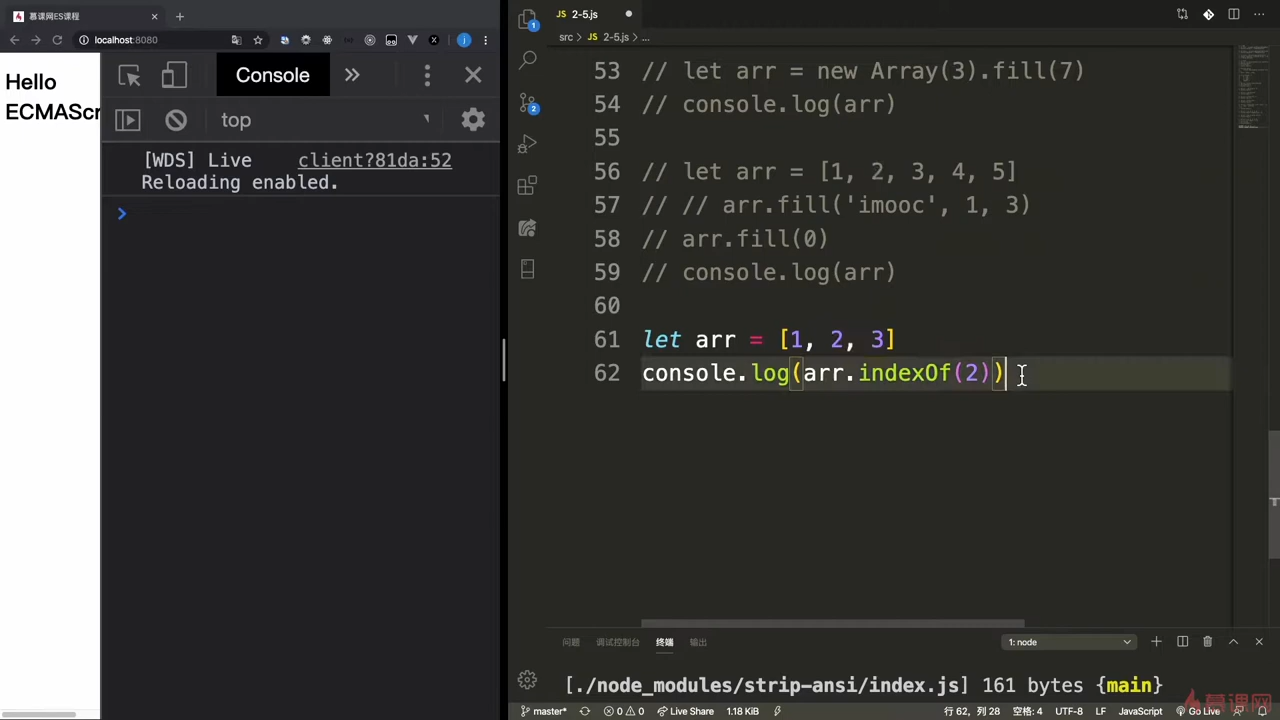 慕课网ES课程
localhost:8080
Hello
ECMAScr
Console
top
[WDS] Live
client?81da:52
Reloading enabled.
JS 2-5.js
src > JS 2-5.js > ...
53 // let arr = new Array(3).fill(7)
54 // console.log(arr)
55
56 // let arr = [1, 2, 3, 4, 5]
57 // // arr.fill('imooc', 1, 3)
58 // arr.fill(0)
59 // console.log(arr)
60
61 let arr = [1, 2, 3]
62 console.log(arr.indexOf(2))
问题 调试控制台 终端 输出
1: node
[./node_modules/strip-ansi/index.js] 161 bytes {main}
master* 0 0 Live Share 1.18 KiB 行 62, 列 28 空格: 4 UTF-8 LF JavaScript Go Live
慕课网